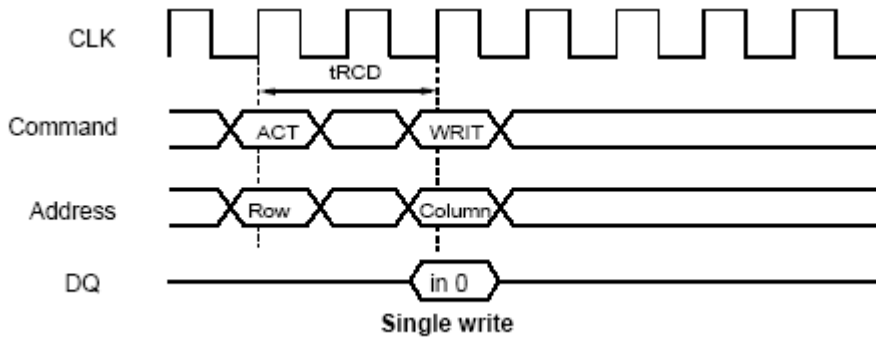 CLK
tRCD
Command ACT WRIT
Address Row Column
DQ in 0
Single write